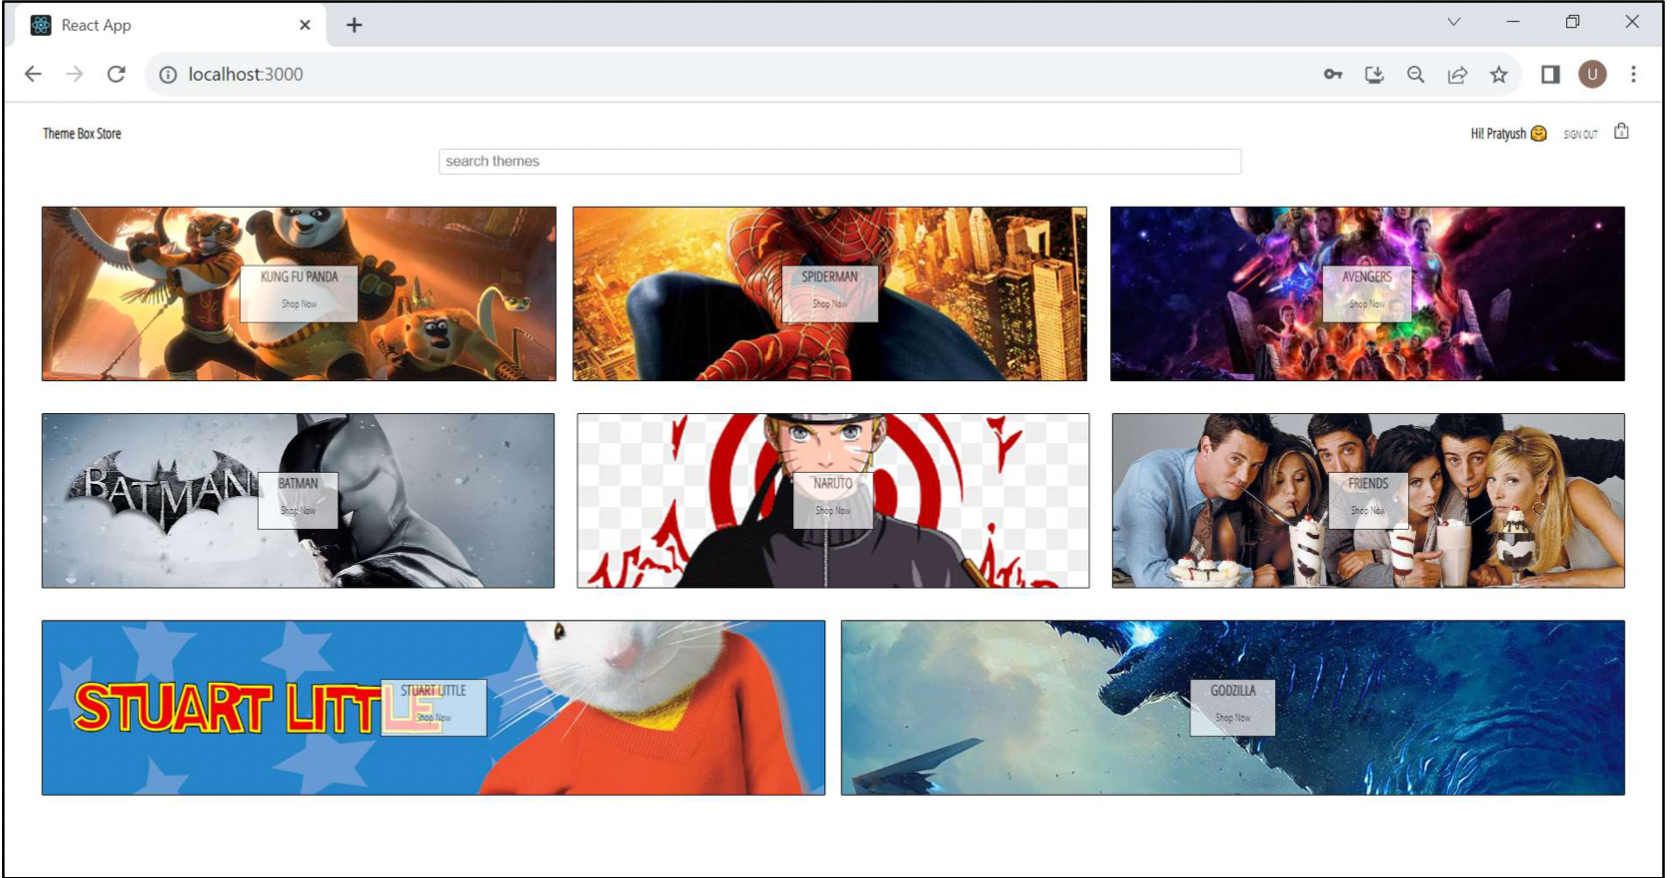 React App
localhost:3000
U
Theme Box Store
Hi! Pratyush 🤗 SIGN OUT
search themes
KUNG FU PANDA
Shop Now
SPIDERMAN
Shop Now
AVENGERS
Shop Now
BATMAN
BATMAN
Shop Now
NARUTO
Shop Now
FRIENDS
Shop Now
STUART LITTLE
STUART LITTLE
Shop Now
GODZILLA
Shop Now